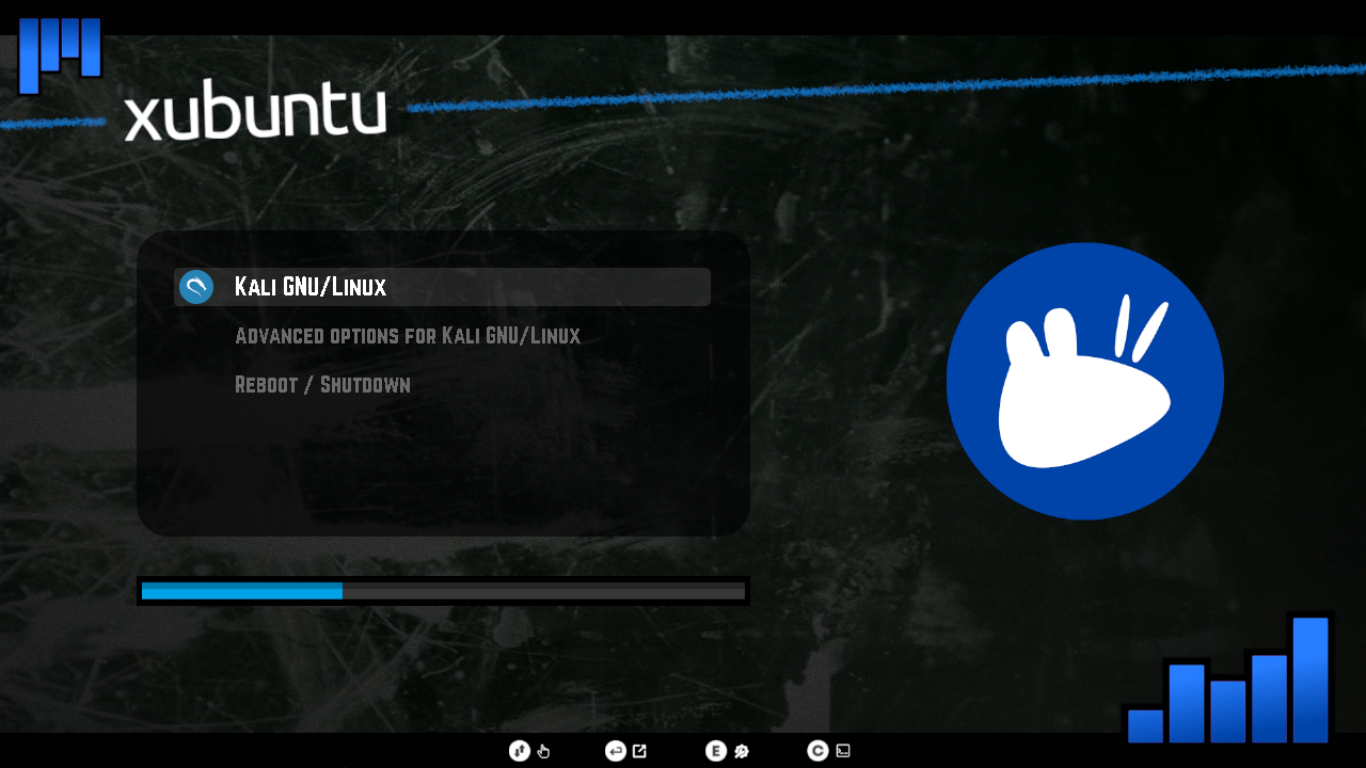 xubuntu
Kali GNU/Linux
Advanced options for Kali GNU/Linux
Reboot / Shutdown
E
C